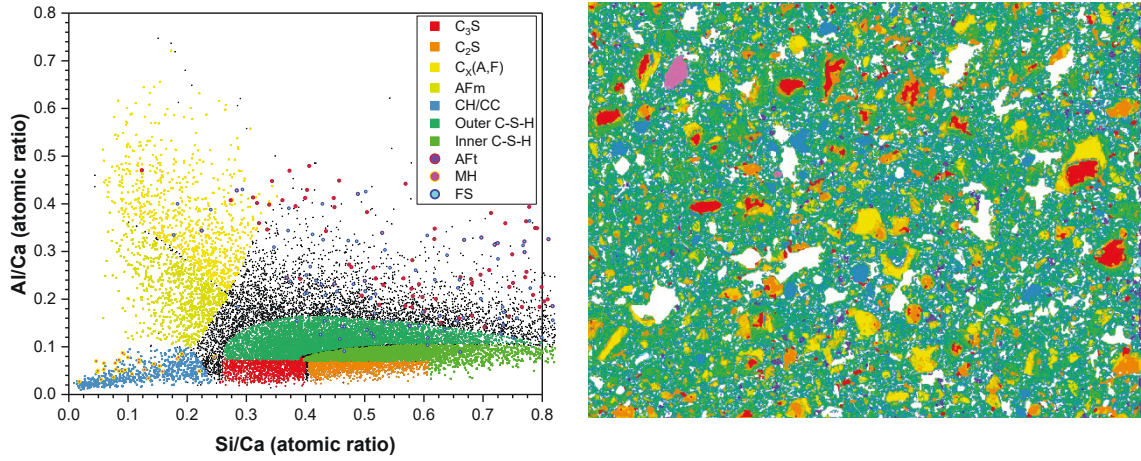 Al/Ca (atomic ratio)
0.8
0.7
0.6
0.5
0.4
0.3
0.2
0.1
0.0
C₃S
C₂S
Cₓ(A,F)
AFm
CH/CC
Outer C-S-H
Inner C-S-H
AFt
MH
FS
0.0 0.1 0.2 0.3 0.4 0.5 0.6 0.7 0.8
Si/Ca (atomic ratio)